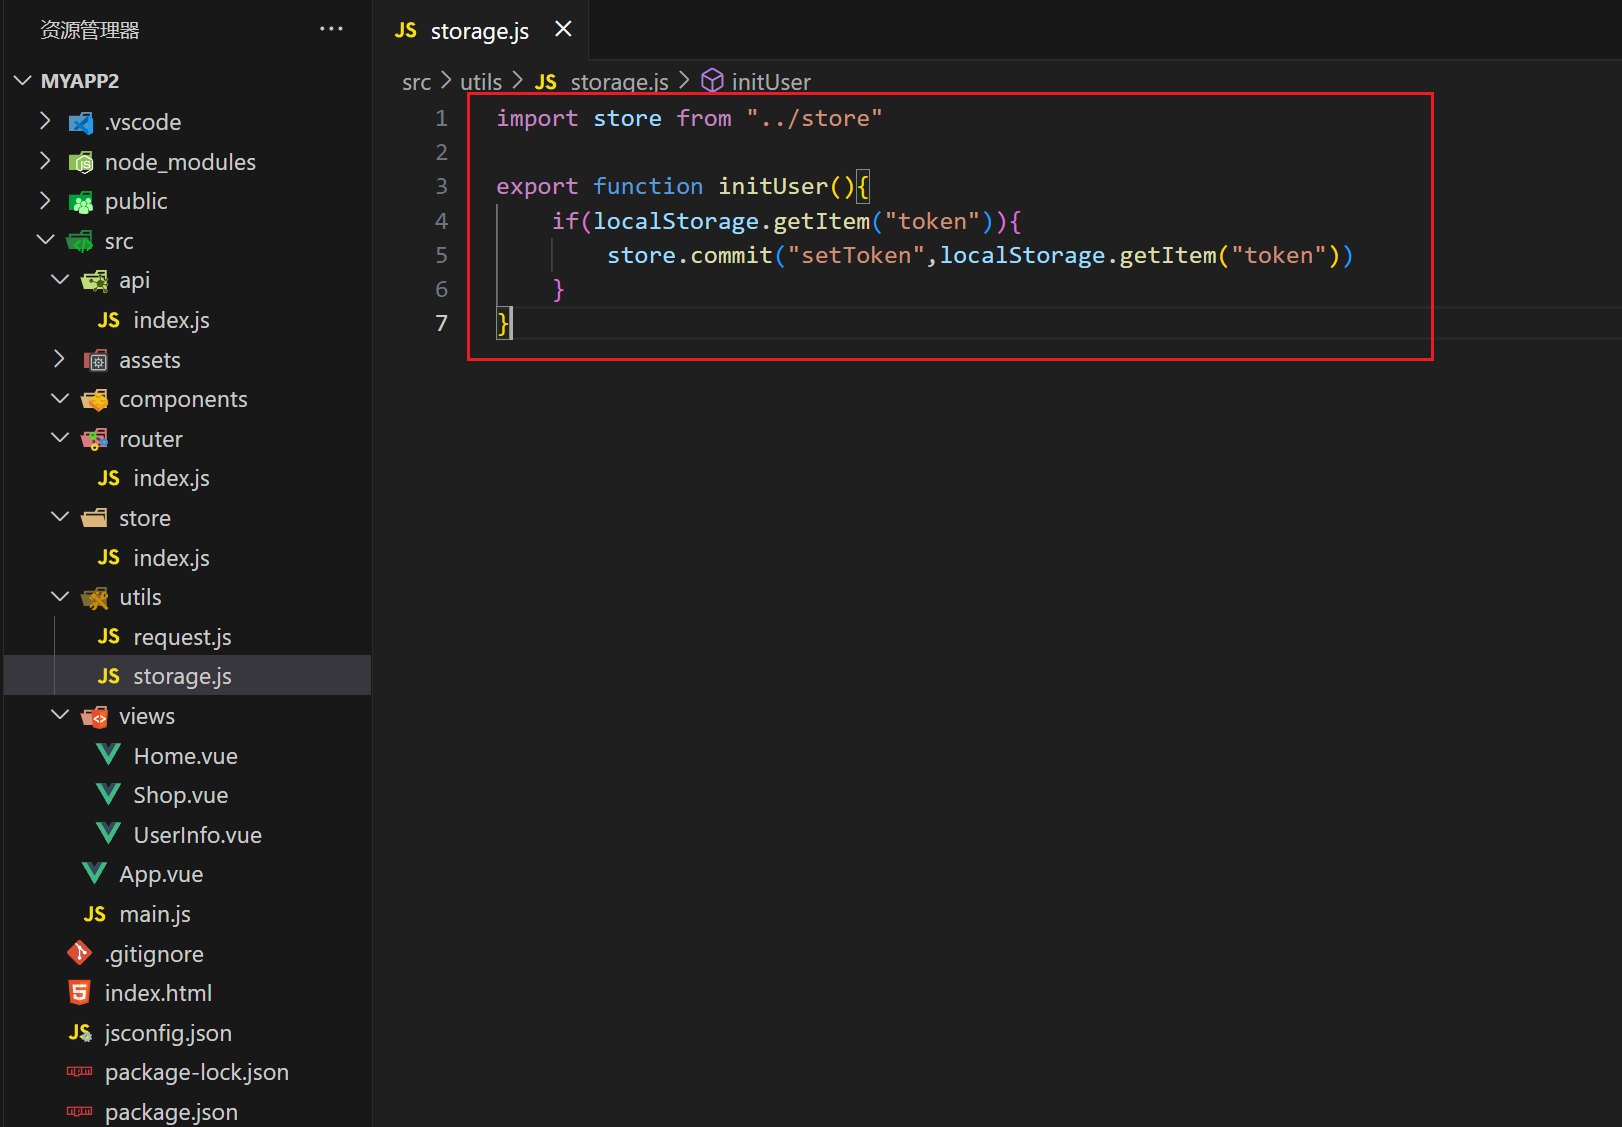 资源管理器 ···
MYAPP2
.vscode
node_modules
public
src
api
JS index.js
assets
components
router
JS index.js
store
JS index.js
utils
JS request.js
JS storage.js
views
Home.vue
Shop.vue
UserInfo.vue
App.vue
JS main.js
.gitignore
index.html
jsconfig.json
package-lock.json
package.json
JS storage.js
src > utils > JS storage.js > initUser
1 import store from "../store"
2
3 export function initUser(){
4 if(localStorage.getItem("token")){
5 store.commit("setToken",localStorage.getItem("token"))
6 }
7 }